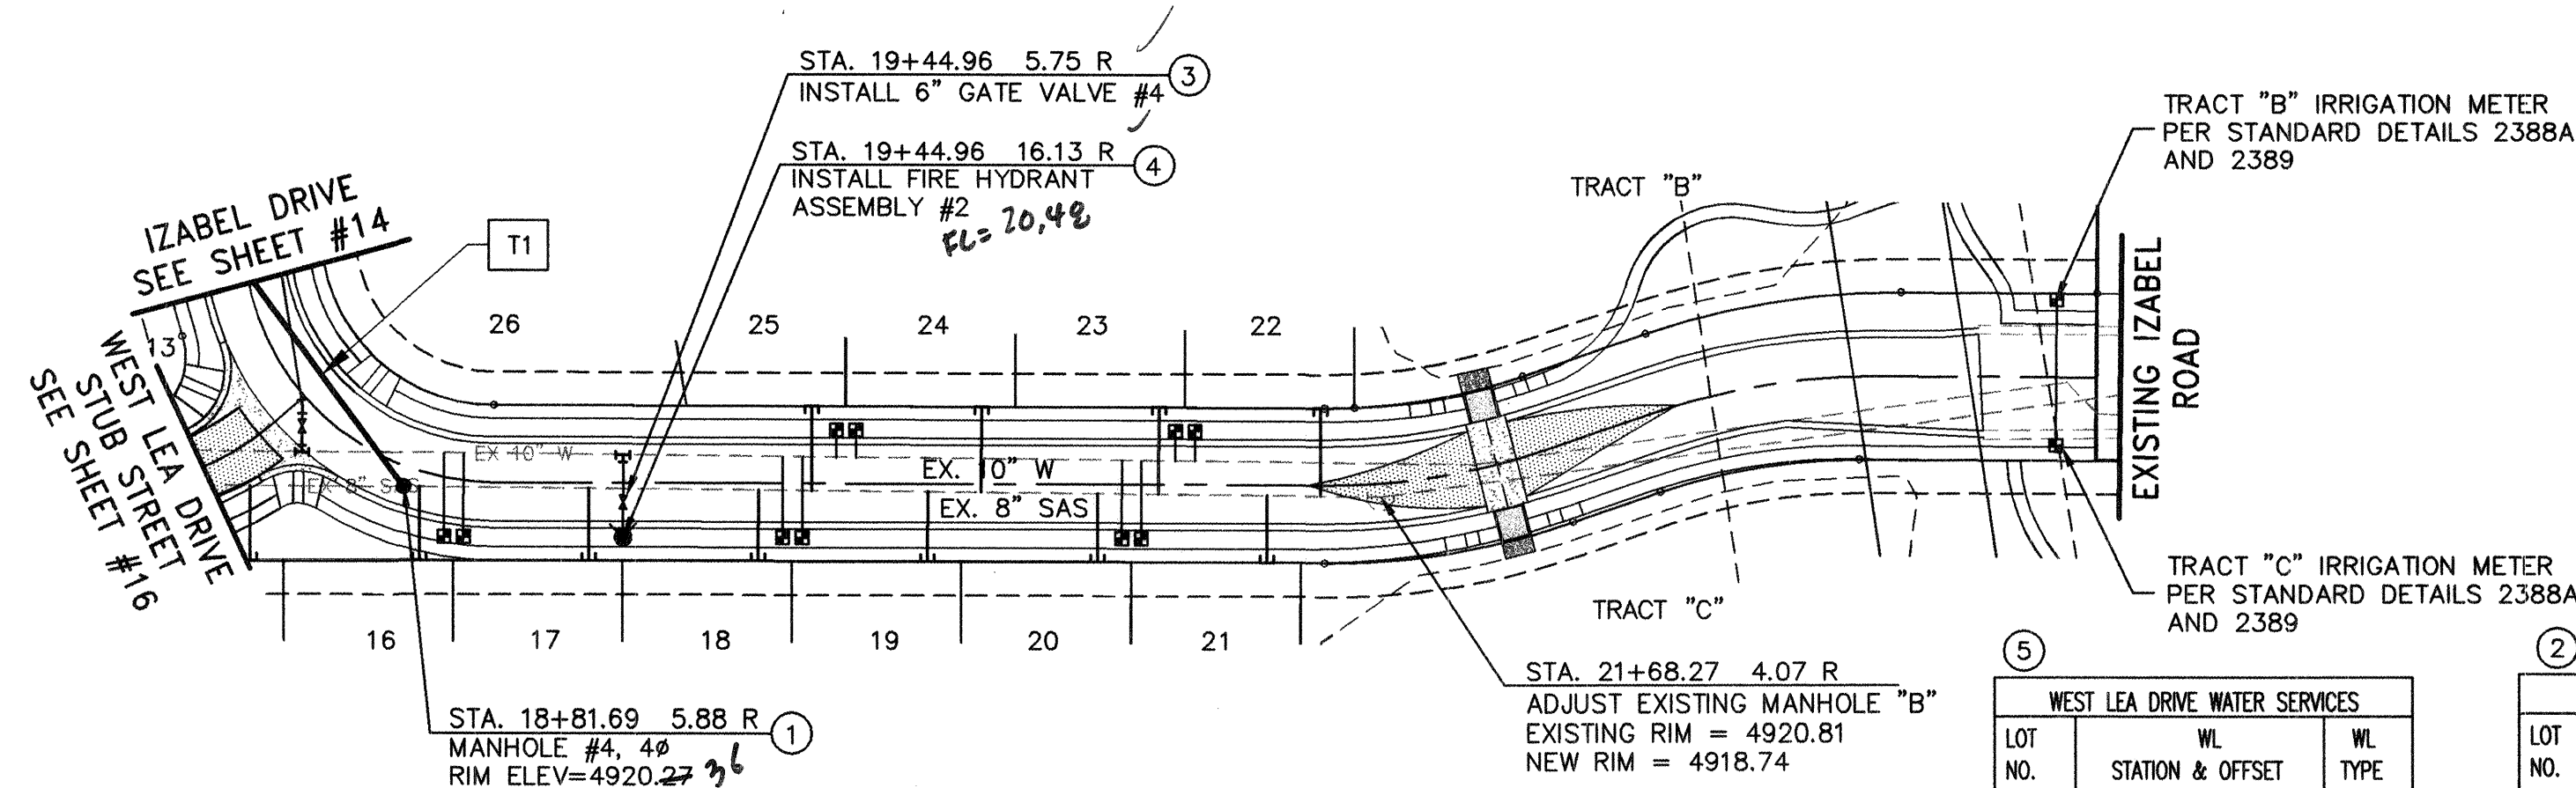 STA. 19+44.96 5.75 R
INSTALL 6" GATE VALVE #4
3
STA. 19+44.96 16.13 R
INSTALL FIRE HYDRANT
ASSEMBLY #2
4
FL= 20,48
TRACT "B" IRRIGATION METER
PER STANDARD DETAILS 2388A
AND 2389
TRACT "B"
IZABEL DRIVE
SEE SHEET #14
T1
13
WEST LEA DRIVE
STUB STREET
SEE SHEET #16
26
25
24
23
22
EX 10" W
EX. 10" W
EX 8" SAS
EX. 8" SAS
EXISTING IZABEL
ROAD
16
17
18
19
20
21
TRACT "C"
TRACT "C" IRRIGATION METER
PER STANDARD DETAILS 2388A
AND 2389
STA. 18+81.69 5.88 R
MANHOLE #4, 4ø
RIM ELEV=4920.27 36
1
STA. 21+68.27 4.07 R
ADJUST EXISTING MANHOLE "B"
EXISTING RIM = 4920.81
NEW RIM = 4918.74
5
WEST LEA DRIVE WATER SERVICES
LOT NO.
WL STATION & OFFSET
WL TYPE
2
LOT NO.